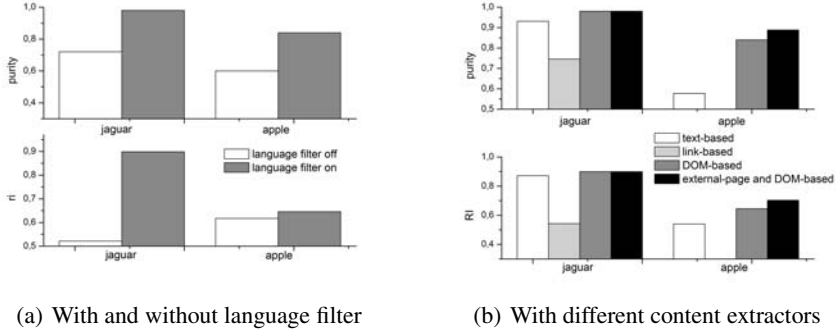 1,0
0,8
0,6
0,4
purity
jaguar
apple
0,9
0,8
0,7
0,6
0,5
ri
language filter off
language filter on
jaguar
apple
(a) With and without language filter
1,0
0,9
0,8
0,7
0,6
0,5
purity
jaguar
apple
text-based
link-based
DOM-based
external-page and DOM-based
1,0
0,8
0,6
0,4
RI
jaguar
apple
(b) With different content extractors